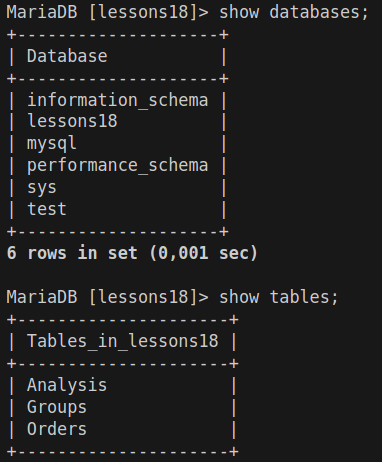 MariaDB [lessons18]> show databases;
+--------------------+
| Database           |
+--------------------+
| information_schema |
| lessons18          |
| mysql              |
| performance_schema |
| sys                |
| test               |
+--------------------+
6 rows in set (0,001 sec)

MariaDB [lessons18]> show tables;
+---------------------+
| Tables_in_lessons18 |
+---------------------+
| Analysis            |
| Groups              |
| Orders              |
+---------------------+